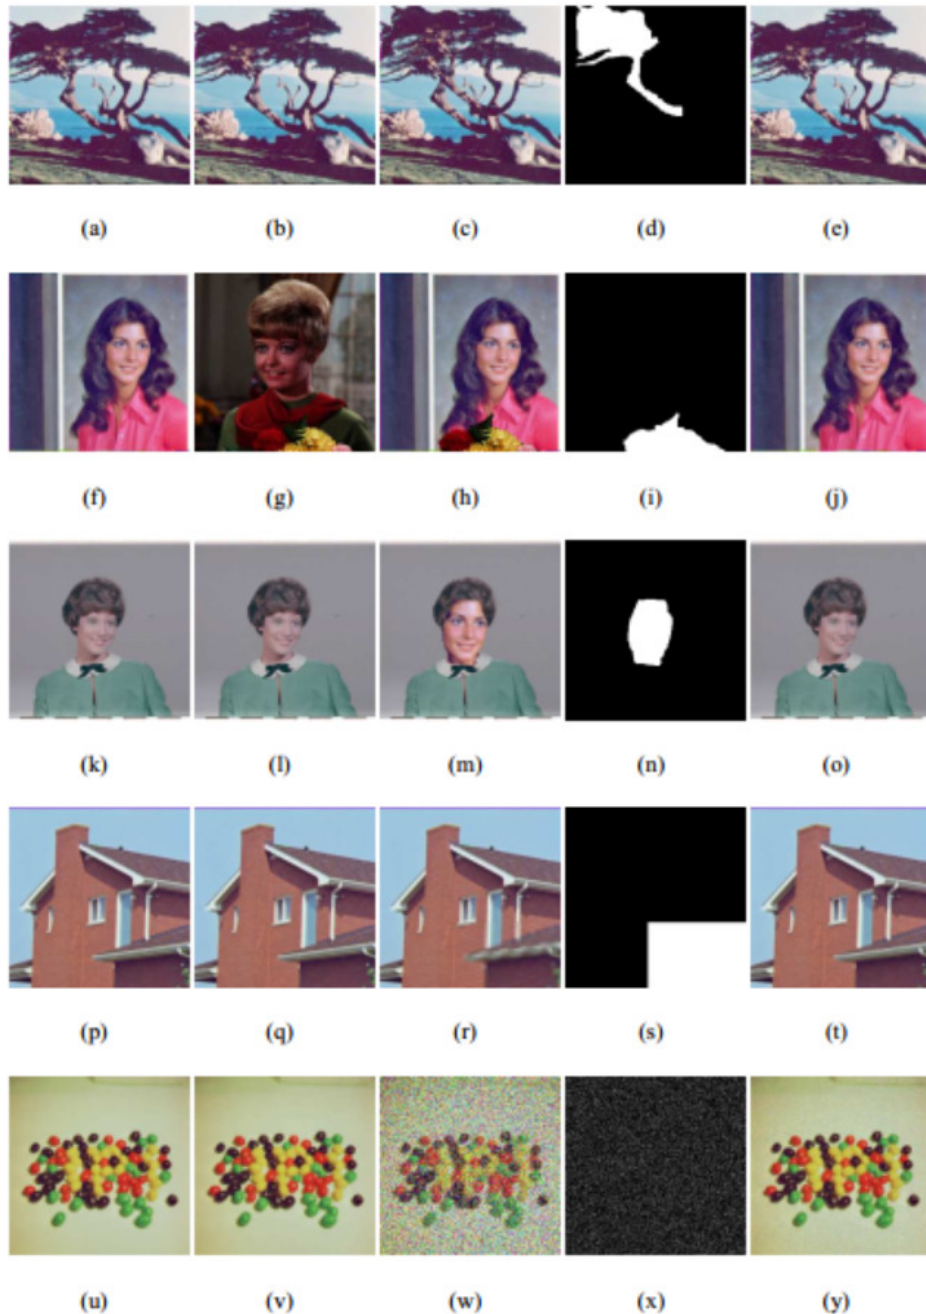 (a) (b) (c) (d) (e)
(f) (g) (h) (i) (j)
(k) (l) (m) (n) (o)
(p) (q) (r) (s) (t)
(u) (v) (w) (x) (y)